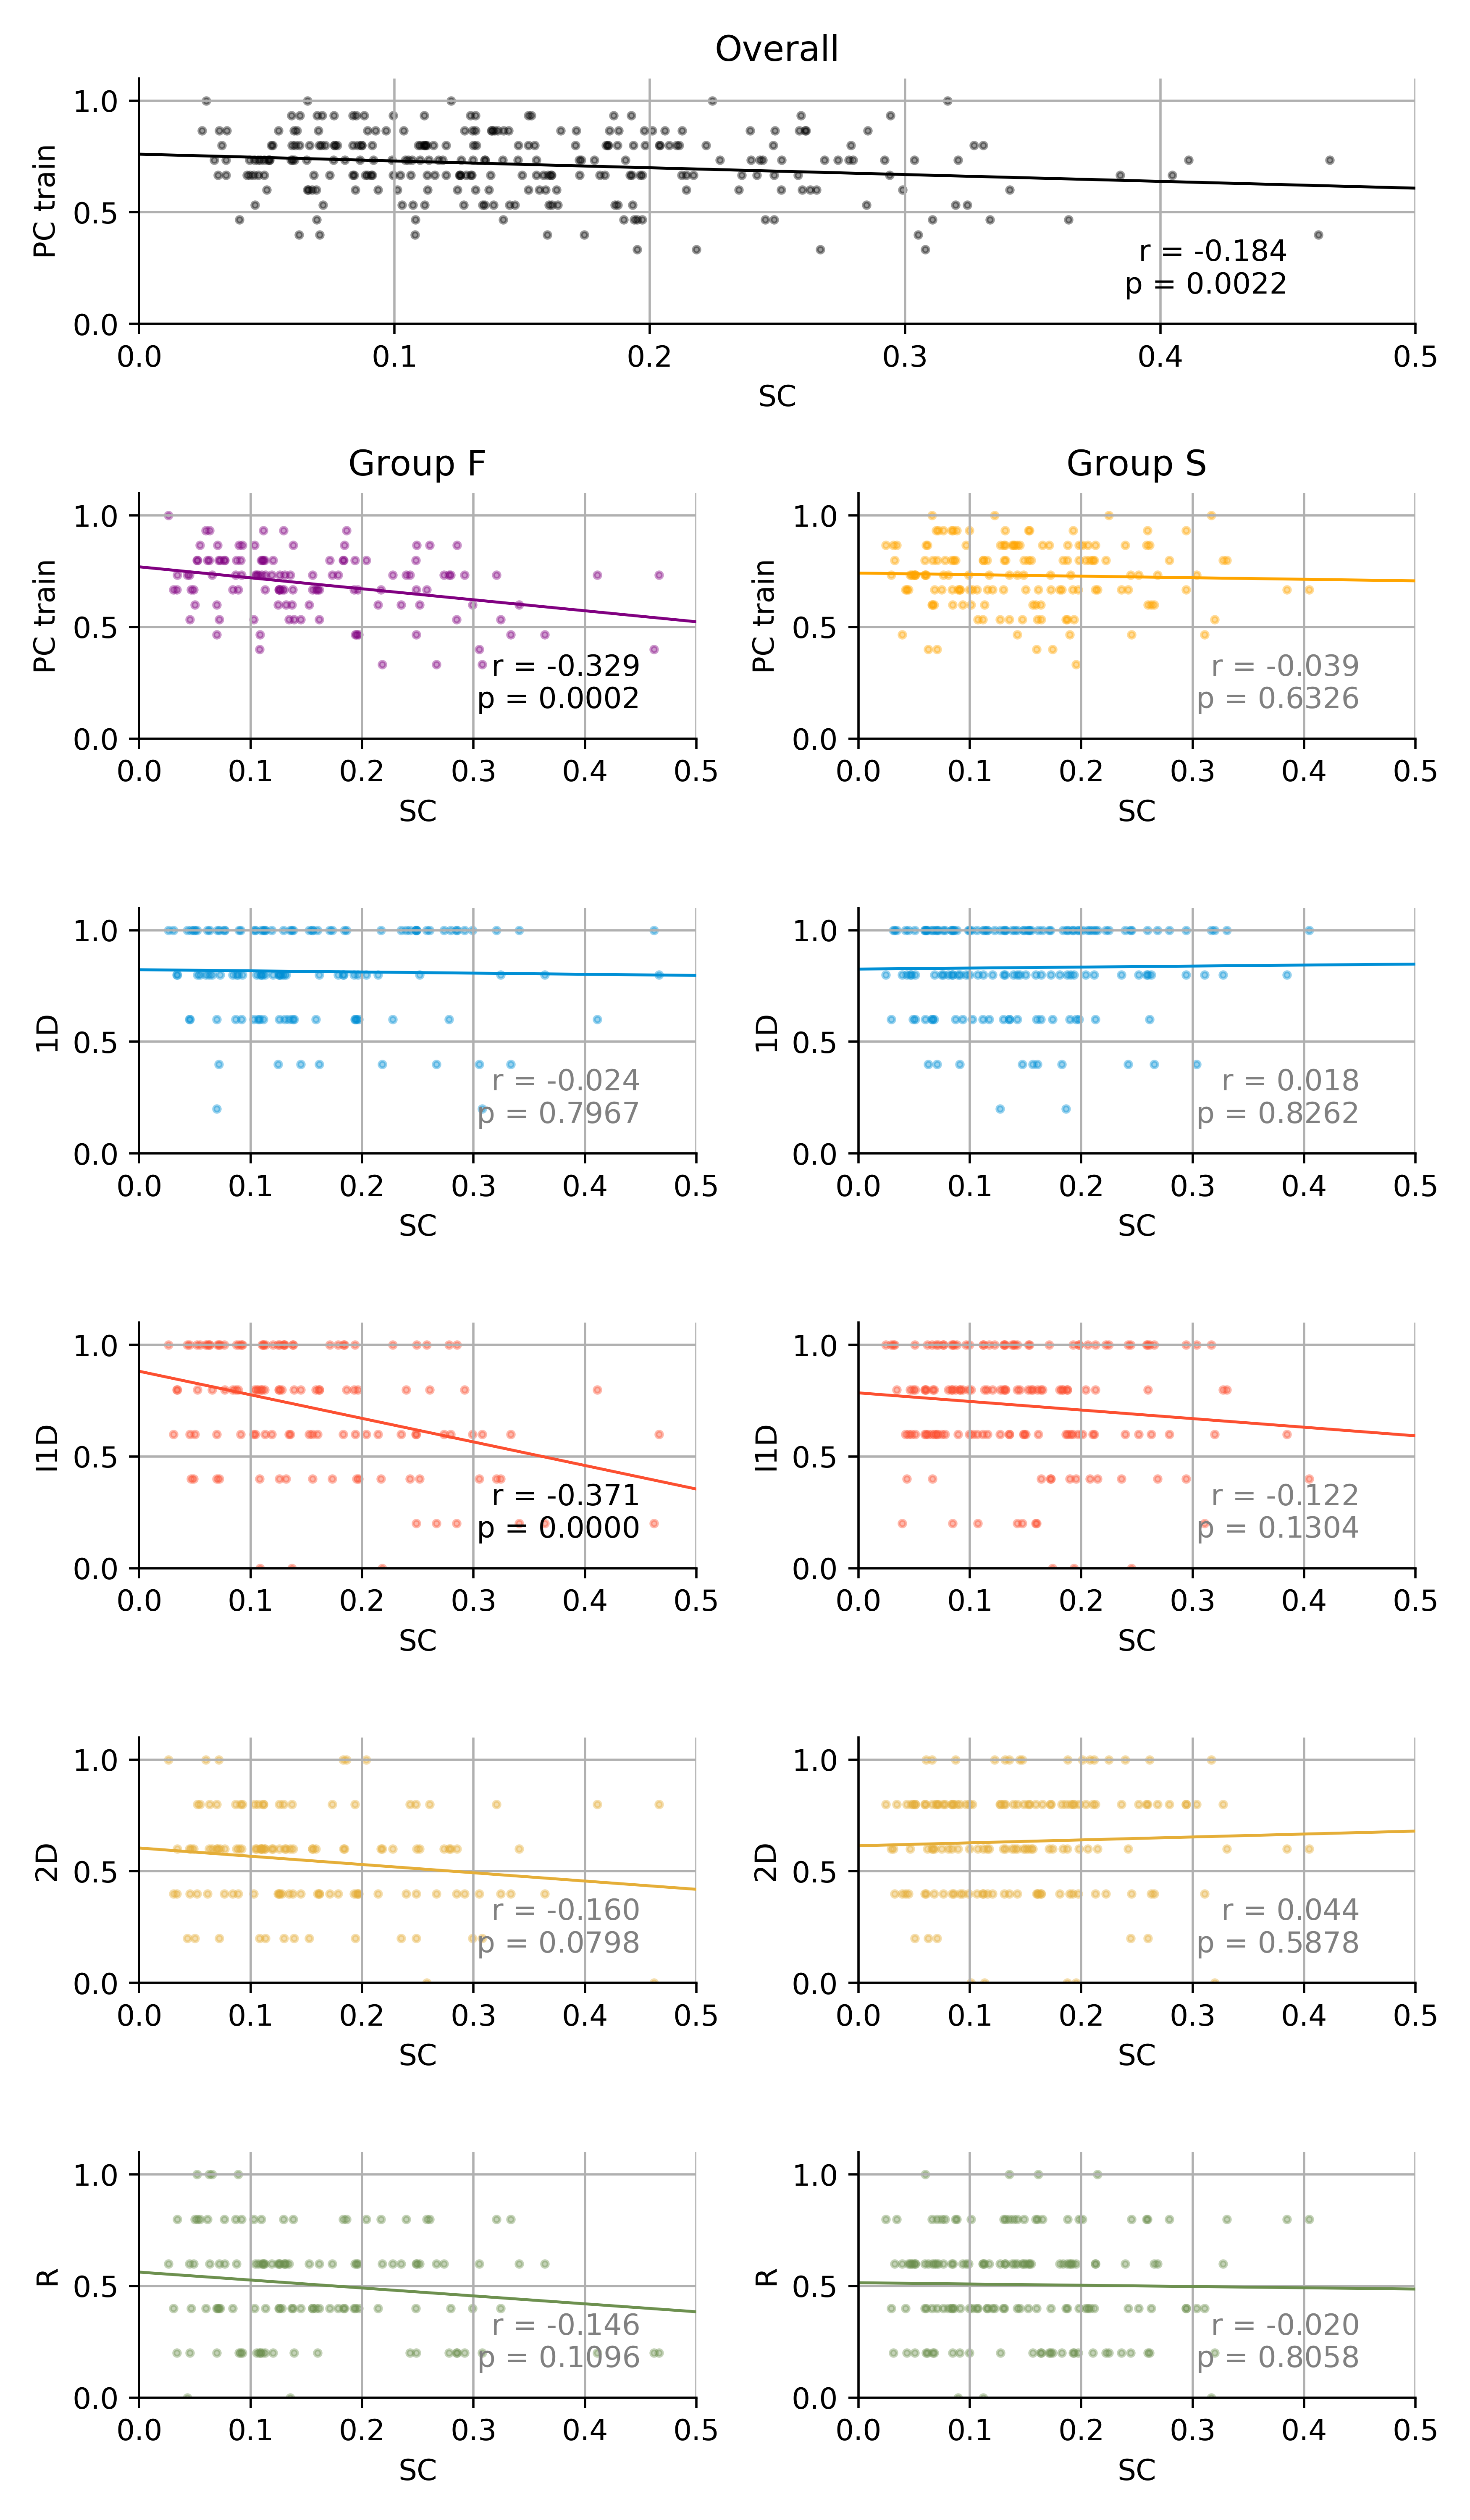 Overall
1.0
0.5
0.0
PC train
r = -0.184
p = 0.0022
0.0 0.1 0.2 0.3 0.4 0.5
SC
Group F
1.0
0.5
0.0
PC train
r = -0.329
p = 0.0002
0.0 0.1 0.2 0.3 0.4 0.5
SC
Group S
1.0
0.5
0.0
PC train
r = -0.039
p = 0.6326
0.0 0.1 0.2 0.3 0.4 0.5
SC
1.0
0.5
0.0
1D
r = -0.024
p = 0.7967
0.0 0.1 0.2 0.3 0.4 0.5
SC
1.0
0.5
0.0
1D
r = 0.018
p = 0.8262
0.0 0.1 0.2 0.3 0.4 0.5
SC
1.0
0.5
0.0
I1D
r = -0.371
p = 0.0000
0.0 0.1 0.2 0.3 0.4 0.5
SC
1.0
0.5
0.0
I1D
r = -0.122
p = 0.1304
0.0 0.1 0.2 0.3 0.4 0.5
SC
1.0
0.5
0.0
2D
r = -0.160
p = 0.0798
0.0 0.1 0.2 0.3 0.4 0.5
SC
1.0
0.5
0.0
2D
r = 0.044
p = 0.5878
0.0 0.1 0.2 0.3 0.4 0.5
SC
1.0
0.5
0.0
R
r = -0.146
p = 0.1096
0.0 0.1 0.2 0.3 0.4 0.5
SC
1.0
0.5
0.0
R
r = -0.020
p = 0.8058
0.0 0.1 0.2 0.3 0.4 0.5
SC